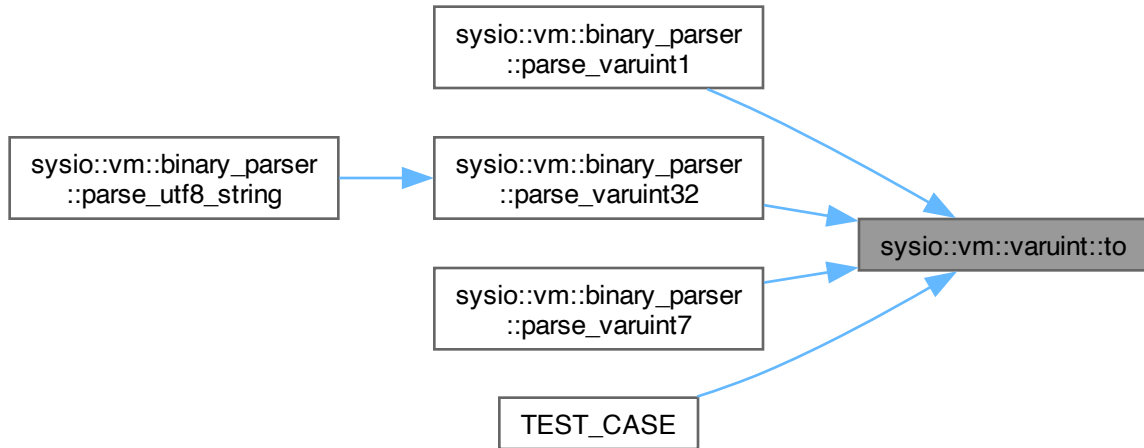 sysio::vm::binary_parser
::parse_varuint1
sysio::vm::binary_parser
::parse_utf8_string
sysio::vm::binary_parser
::parse_varuint32
sysio::vm::varuint::to
sysio::vm::binary_parser
::parse_varuint7
TEST_CASE